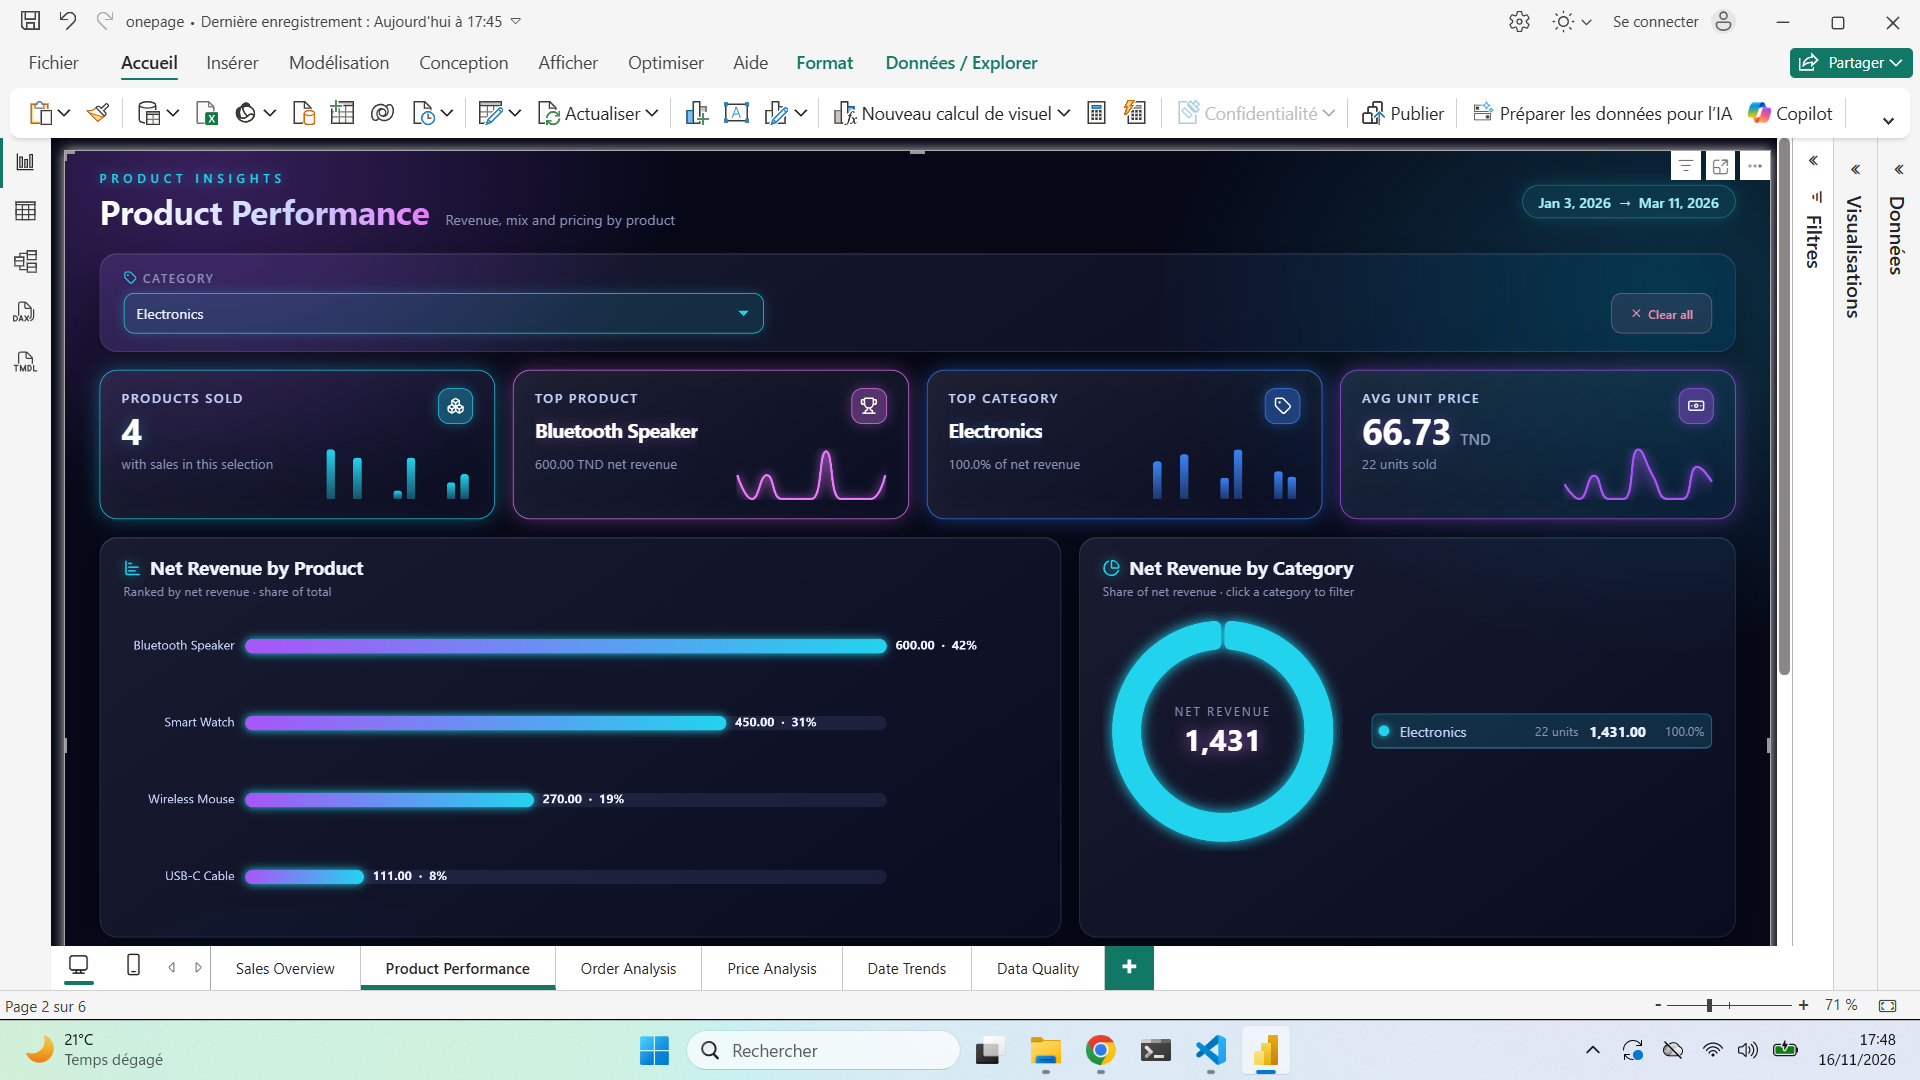 onepage • Dernière enregistrement : Aujourd'hui à 17:45
Se connecter
Fichier
Accueil
Insérer
Modélisation
Conception
Afficher
Optimiser
Aide
Format
Données / Explorer
Partager
Actualiser
Nouveau calcul de visuel
Confidentialité
Publier
Préparer les données pour l'IA
Copilot
DAX
TMDL
PRODUCT INSIGHTS
Product Performance
Revenue, mix and pricing by product
Jan 3, 2026 → Mar 11, 2026
CATEGORY
Electronics
× Clear all
PRODUCTS SOLD
4
with sales in this selection
TOP PRODUCT
Bluetooth Speaker
600.00 TND net revenue
TOP CATEGORY
Electronics
100.0% of net revenue
AVG UNIT PRICE
66.73 TND
22 units sold
Net Revenue by Product
Ranked by net revenue · share of total
Bluetooth Speaker 600.00 · 42%
Smart Watch 450.00 · 31%
Wireless Mouse 270.00 · 19%
USB-C Cable 111.00 · 8%
Net Revenue by Category
Share of net revenue · click a category to filter
NET REVENUE
1,431
Electronics 22 units 1,431.00 100.0%
Filtres
Visualisations
Données
Sales Overview
Product Performance
Order Analysis
Price Analysis
Date Trends
Data Quality
Page 2 sur 6
- + 71 %
21°C
Temps dégagé
Rechercher
17:48
16/11/2026